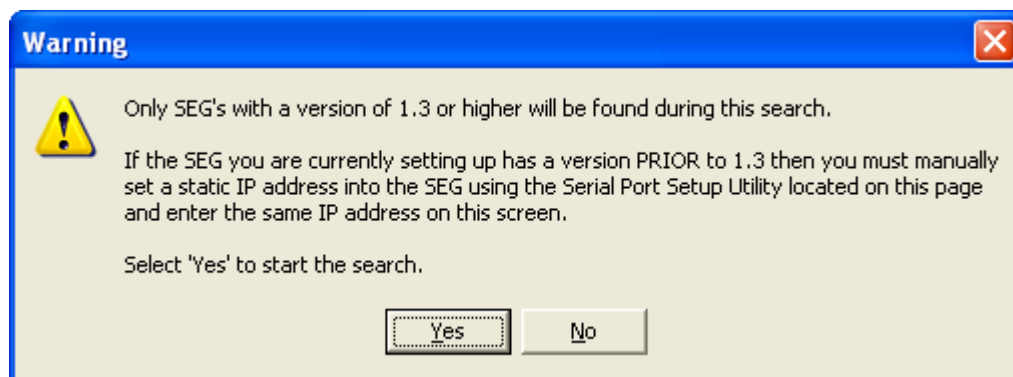 Warning
Only SEG's with a version of 1.3 or higher will be found during this search.
If the SEG you are currently setting up has a version PRIOR to 1.3 then you must manually
set a static IP address into the SEG using the Serial Port Setup Utility located on this page
and enter the same IP address on this screen.
Select 'Yes' to start the search.
Yes
No